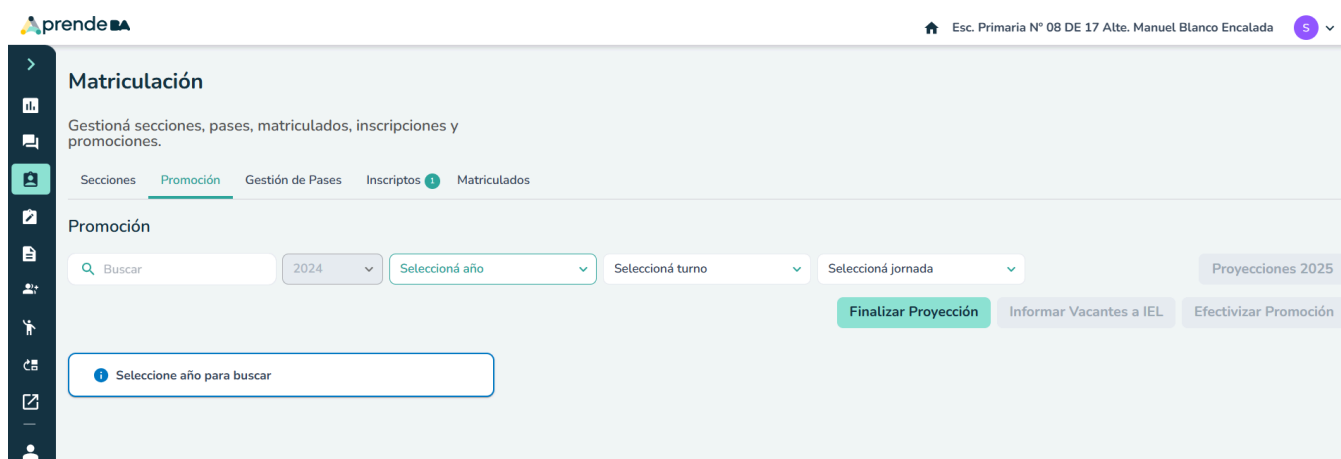 AprendeBA
Esc. Primaria N° 08 DE 17 Alte. Manuel Blanco Encalada
S
Matriculación
Gestioná secciones, pases, matriculados, inscripciones y
promociones.
Secciones Promoción Gestión de Pases Inscriptos 1 Matriculados
Promoción
Buscar 2024 Seleccioná año Seleccioná turno Seleccioná jornada Proyecciones 2025
Finalizar Proyección Informar Vacantes a IEL Efectivizar Promoción
Seleccione año para buscar